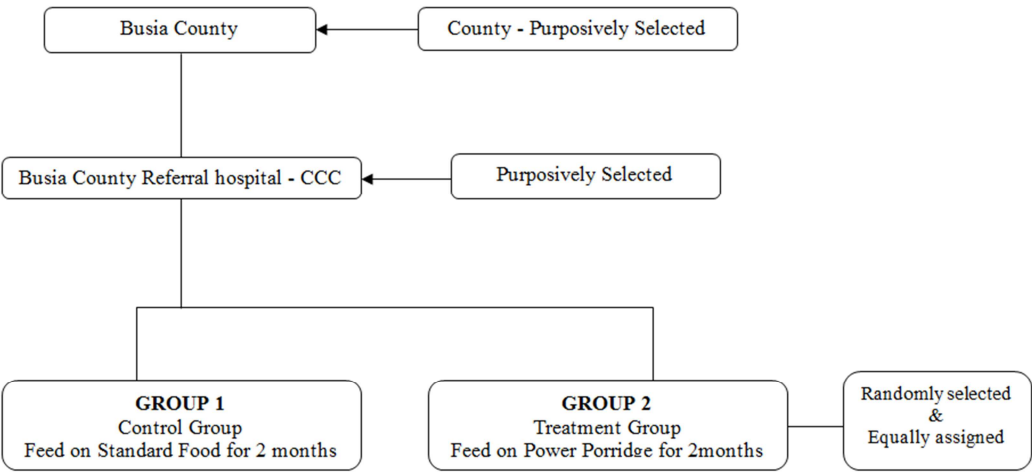 Busia County
County - Purposively Selected
Busia County Referral hospital - CCC
Purposively Selected
GROUP 1
Control Group
Feed on Standard Food for 2 months
GROUP 2
Treatment Group
Feed on Power Porridge for 2months
Randomly selected
&
Equally assigned